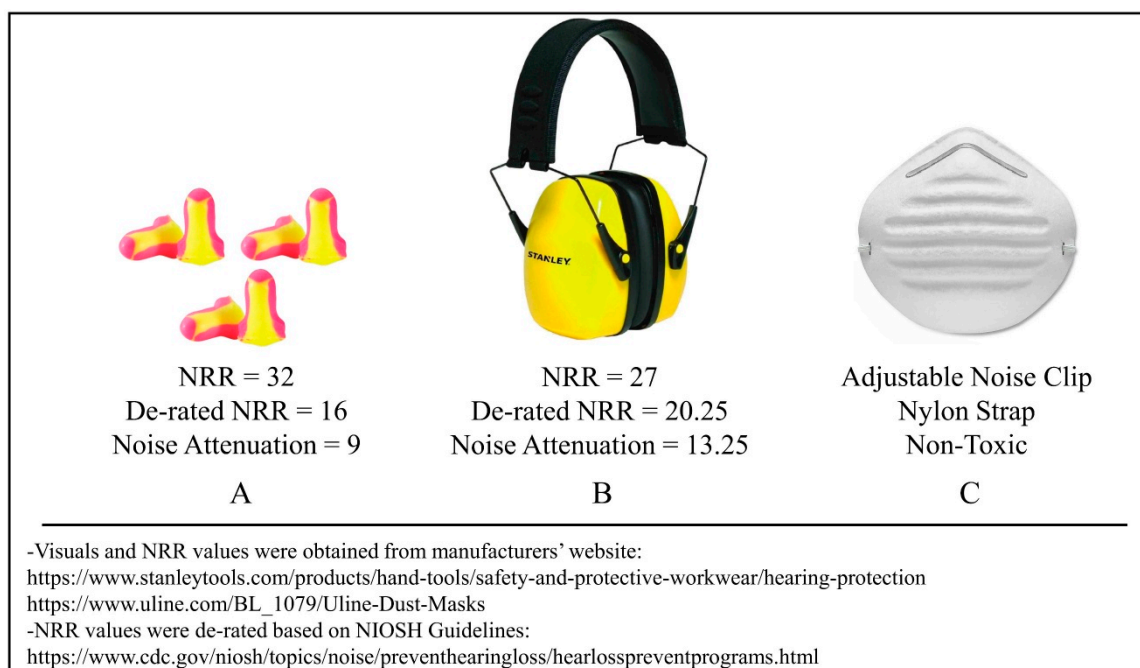 STANLEY
NRR = 32
De-rated NRR = 16
Noise Attenuation = 9
A
NRR = 27
De-rated NRR = 20.25
Noise Attenuation = 13.25
B
Adjustable Noise Clip
Nylon Strap
Non-Toxic
C
-Visuals and NRR values were obtained from manufacturers’ website:
https://www.stanleytools.com/products/hand-tools/safety-and-protective-workwear/hearing-protection
https://www.uline.com/BL_1079/Uline-Dust-Masks
-NRR values were de-rated based on NIOSH Guidelines:
https://www.cdc.gov/niosh/topics/noise/preventhearingloss/hearlosspreventprograms.html